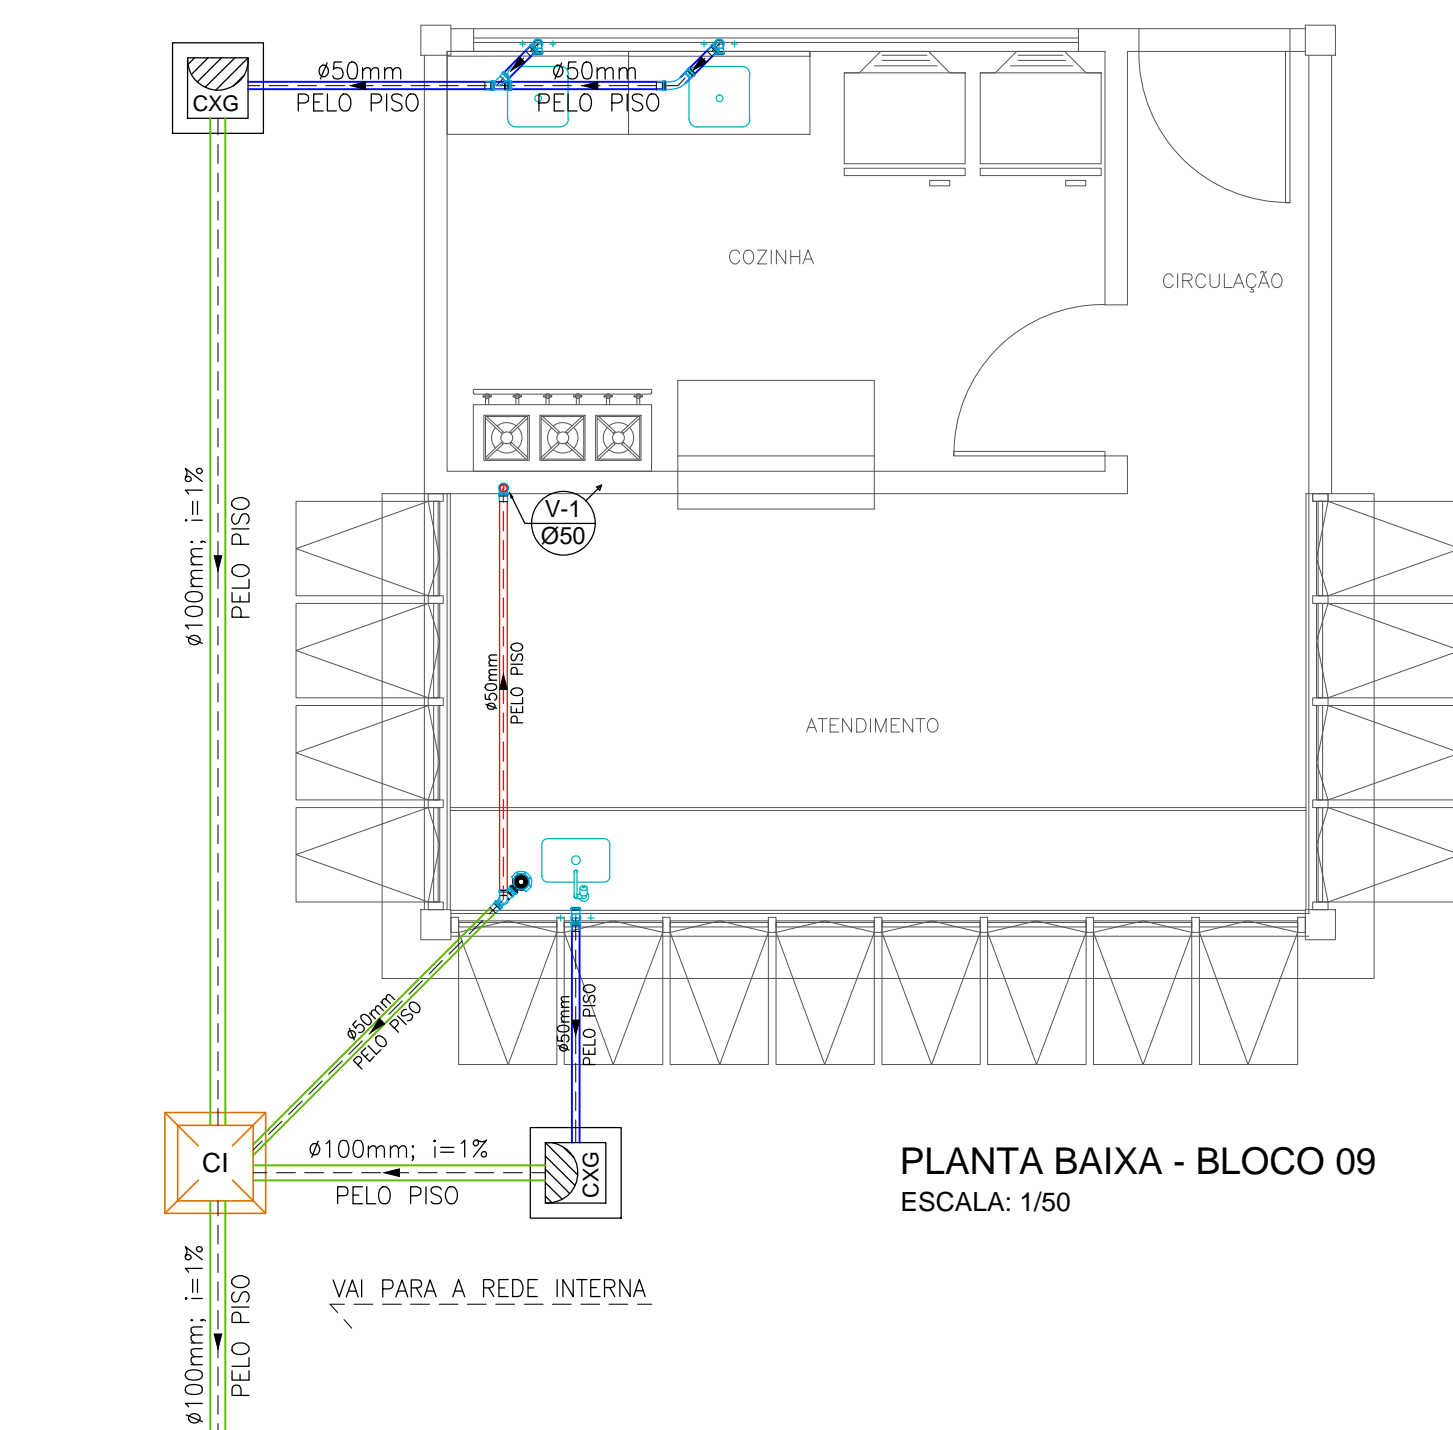 ø50mm
PELO PISO
ø50mm
PELO PISO
CXG
COZINHA
CIRCULAÇÃO
ø100mm; i=1%
PELO PISO
V-1
Ø50
ø50mm
PELO PISO
ATENDIMENTO
ø50mm
PELO PISO
ø50mm
PELO PISO
CI
ø100mm; i=1%
PELO PISO
CXG
PLANTA BAIXA - BLOCO 09
ESCALA: 1/50
VAI PARA A REDE INTERNA
ø100mm; i=1%
PELO PISO